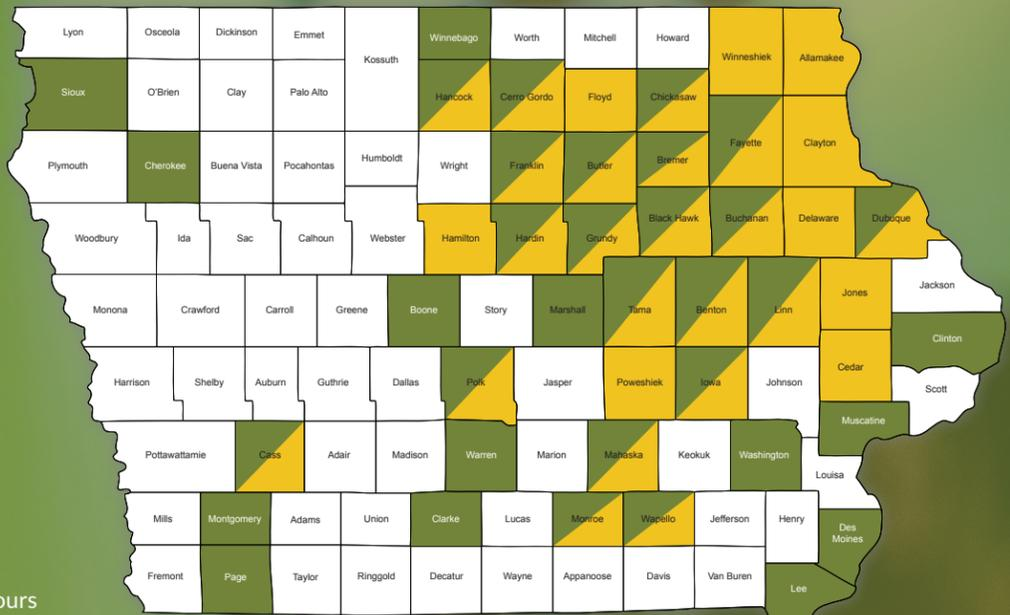 Lyon
Osceola
Dickinson
Emmet
Kossuth
Winnebago
Worth
Mitchell
Howard
Winneshiek
Allamakee
Sioux
O'Brien
Clay
Palo Alto
Hancock
Cerro Gordo
Floyd
Chickasaw
Fayette
Clayton
Plymouth
Cherokee
Buena Vista
Pocahontas
Humboldt
Wright
Franklin
Butler
Bremer
Woodbury
Ida
Sac
Calhoun
Webster
Hamilton
Hardin
Grundy
Black Hawk
Buchanan
Delaware
Dubuque
Monona
Crawford
Carroll
Greene
Boone
Story
Marshall
Tama
Benton
Linn
Jones
Jackson
Clinton
Harrison
Shelby
Auburn
Guthrie
Dallas
Polk
Jasper
Poweshiek
Iowa
Johnson
Cedar
Scott
Muscatine
Pottawattamie
Cass
Adair
Madison
Warren
Marion
Mahaska
Keokuk
Washington
Louisa
Mills
Montgomery
Adams
Union
Clarke
Lucas
Monroe
Wapello
Jefferson
Henry
Des
Moines
Fremont
Page
Taylor
Ringgold
Decatur
Wayne
Appanoose
Davis
Van Buren
Lee
ours